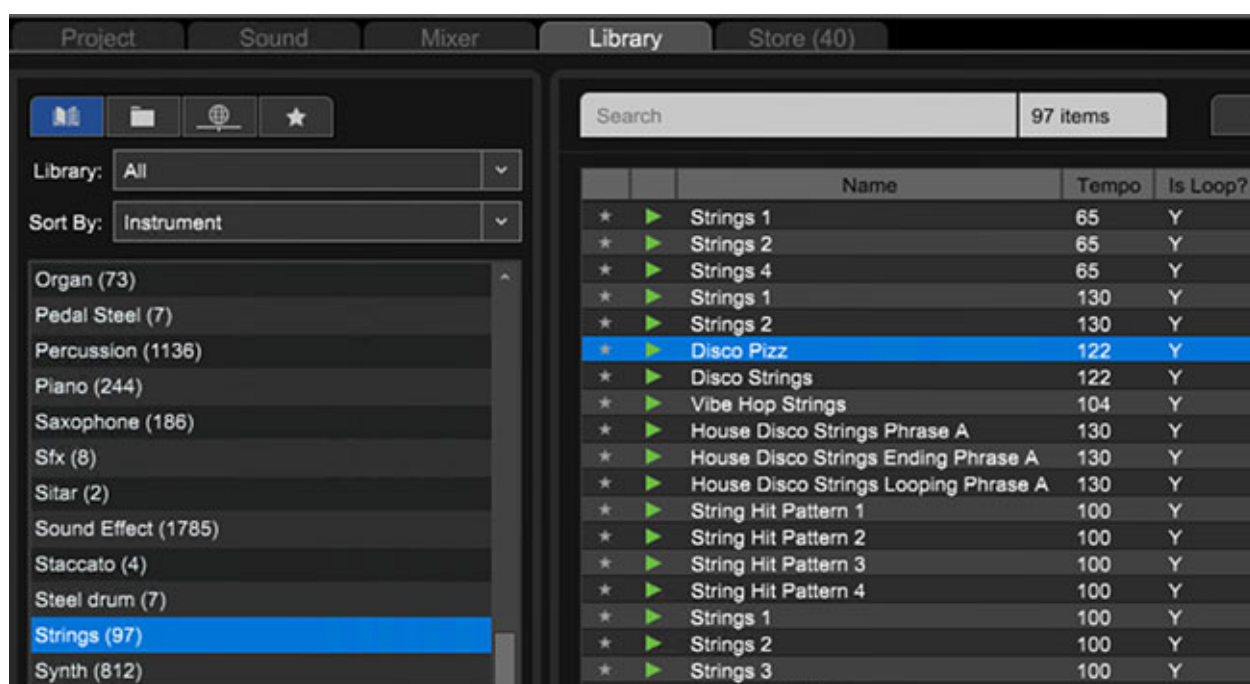 Project Sound Mixer Library Store (40)
Library: All
Sort By: Instrument
Organ (73)
Pedal Steel (7)
Percussion (1136)
Piano (244)
Saxophone (186)
Sfx (8)
Sitar (2)
Sound Effect (1785)
Staccato (4)
Steel drum (7)
Strings (97)
Synth (812)
Search 97 items
Name Tempo Is Loop?
Strings 1 65 Y
Strings 2 65 Y
Strings 4 65 Y
Strings 1 130 Y
Strings 2 130 Y
Disco Pizz 122 Y
Disco Strings 122 Y
Vibe Hop Strings 104 Y
House Disco Strings Phrase A 130 Y
House Disco Strings Ending Phrase A 130 Y
House Disco Strings Looping Phrase A 130 Y
String Hit Pattern 1 100 Y
String Hit Pattern 2 100 Y
String Hit Pattern 3 100 Y
String Hit Pattern 4 100 Y
Strings 1 100 Y
Strings 2 100 Y
Strings 3 100 Y